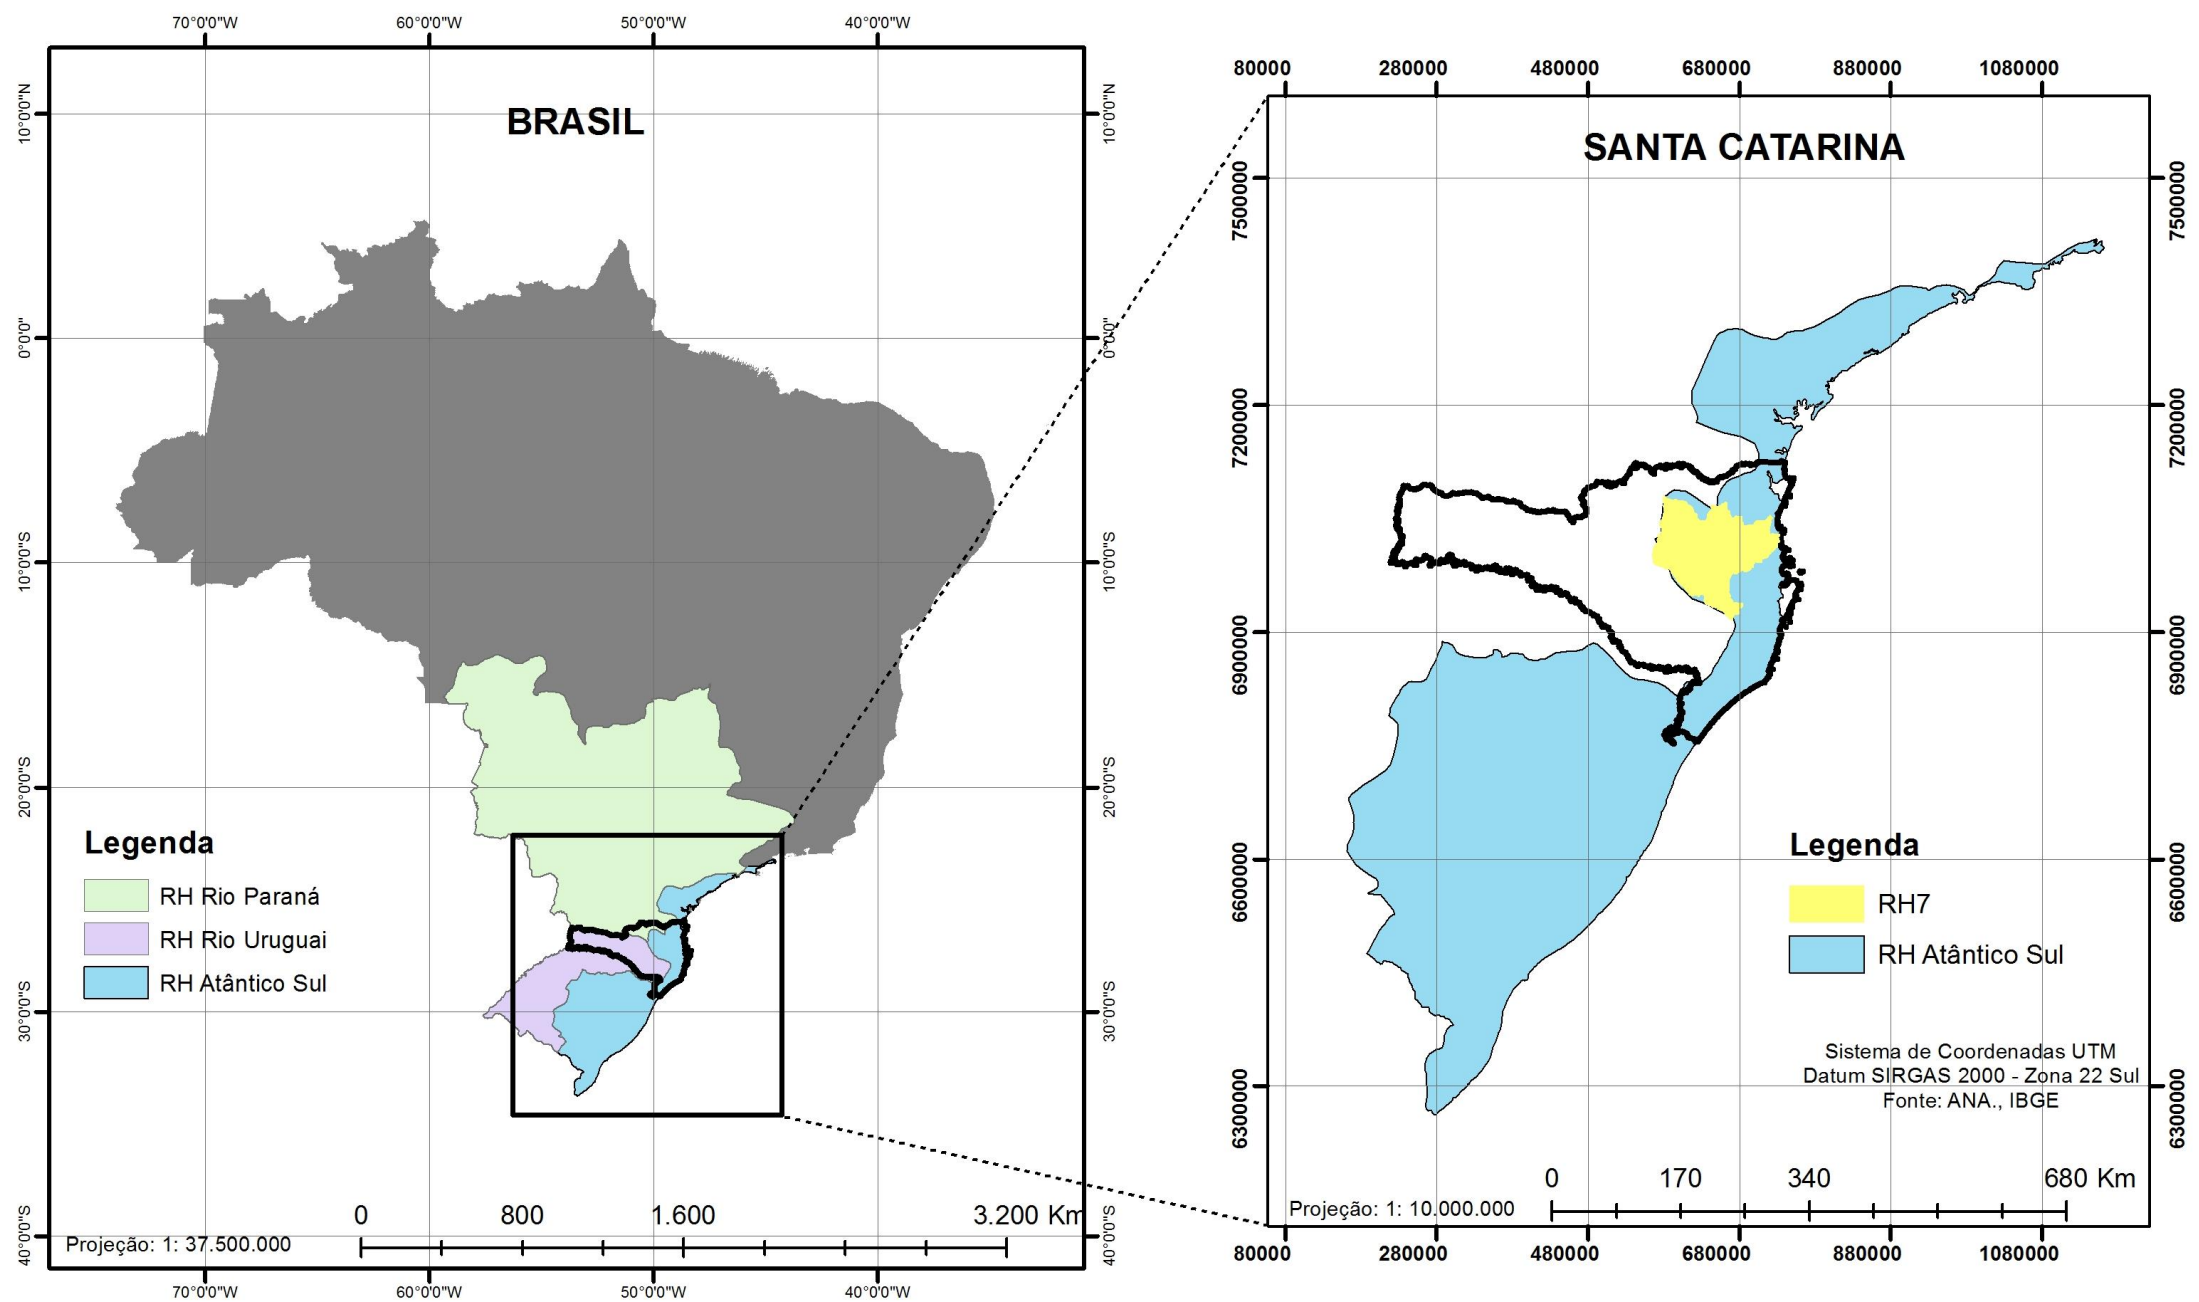 70°0'0"W 60°0'0"W 50°0'0"W 40°0'0"W
10°0'0"N 10°0'0"N
0°0'0" 0°0'0"
10°0'0"S 10°0'0"S
20°0'0"S 20°0'0"S
30°0'0"S 30°0'0"S
40°0'0"S 40°0'0"S
BRASIL
Legenda
RH Rio Paraná
RH Rio Uruguai
RH Atântico Sul
0 800 1.600 3.200 Km
Projeção: 1: 37.500.000
70°0'0"W 60°0'0"W 50°0'0"W 40°0'0"W
80000 280000 480000 680000 880000 1080000
SANTA CATARINA
7500000 7500000
7200000 7200000
6900000 6900000
6600000 6600000
6300000 6300000
Legenda
RH7
RH Atântico Sul
Sistema de Coordenadas UTM
Datum SIRGAS 2000 - Zona 22 Sul
Fonte: ANA., IBGE
0 170 340 680 Km
Projeção: 1: 10.000.000
80000 280000 480000 680000 880000 1080000